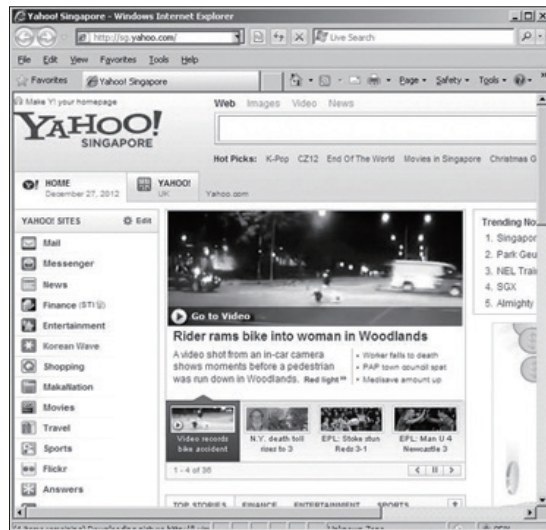 Yahoo! Singapore - Windows Internet Explorer
http://sg.yahoo.com/
Live Search
File Edit View Favorites Tools Help
Favorites Yahoo! Singapore
Page Safety Tools
Make Y! your homepage
Web Images Video News
YAHOO!
SINGAPORE
Hot Picks: K-Pop CZ12 End Of The World Movies in Singapore Christmas G
HOME
December 27, 2012
YAHOO!
UK
Yahoo.com
YAHOO! SITES Edit
Mail
Messenger
News
Finance (STI)
Entertainment
Korean Wave
Shopping
MakaNation
Movies
Travel
Sports
Flickr
Answers
Go to Video
Rider rams bike into woman in Woodlands
A video shot from an in-car camera
shows moments before a pedestrian
was run down in Woodlands. Red light
• Worker falls to death
• PAP town council spat
• Medisave amount up
Video records
bike accident
N.Y. death toll
rises to 3
EPL: Stoke stun
Reds 3-1
EPL: Man U 4
Newcastle 3
1 - 4 of 36
TOP STORIES FINANCE ENTERTAINMENT SPORTS
Trending No
1. Singapor
2. Park Geu
3. NEL Train
4. SGX
5. Almighty